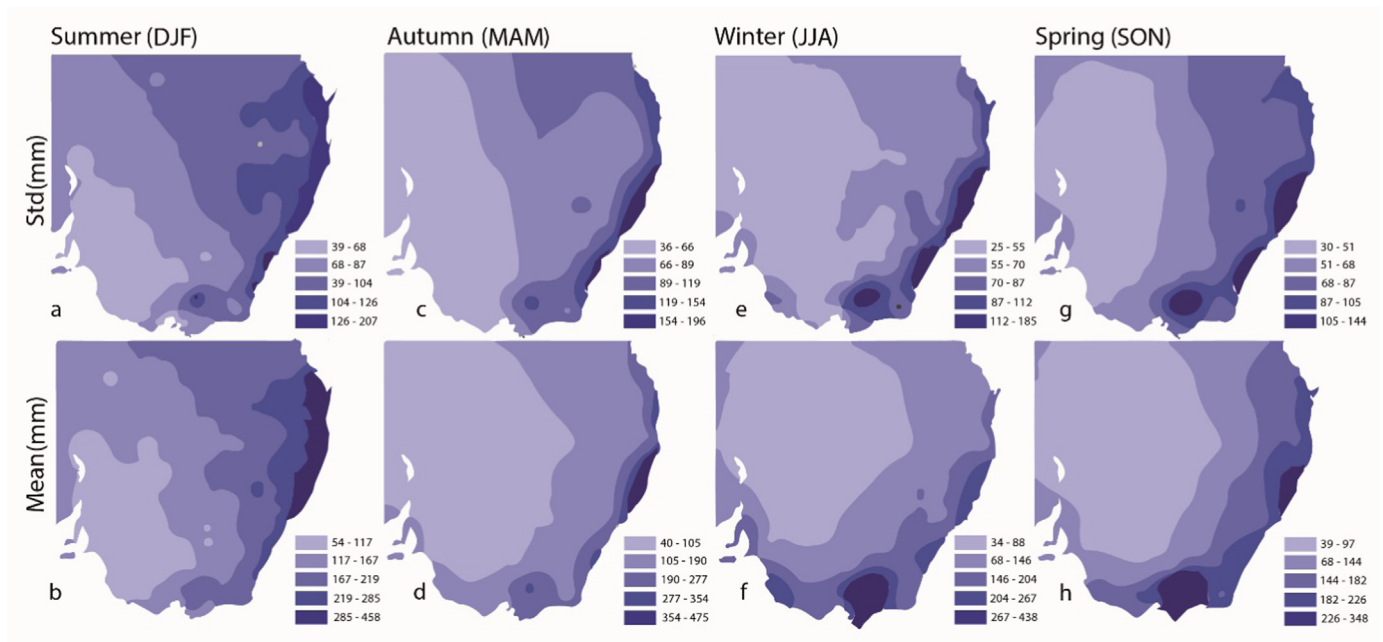 Summer (DJF)
Autumn (MAM)
Winter (JJA)
Spring (SON)
Std(mm)
a
39 - 68
68 - 87
39 - 104
104 - 126
126 - 207
c
36 - 66
66 - 89
89 - 119
119 - 154
154 - 196
e
25 - 55
55 - 70
70 - 87
87 - 112
112 - 185
g
30 - 51
51 - 68
68 - 87
87 - 105
105 - 144
Mean(mm)
b
54 - 117
117 - 167
167 - 219
219 - 285
285 - 458
d
40 - 105
105 - 190
190 - 277
277 - 354
354 - 475
f
34 - 88
68 - 146
146 - 204
204 - 267
267 - 438
h
39 - 97
68 - 144
144 - 182
182 - 226
226 - 348